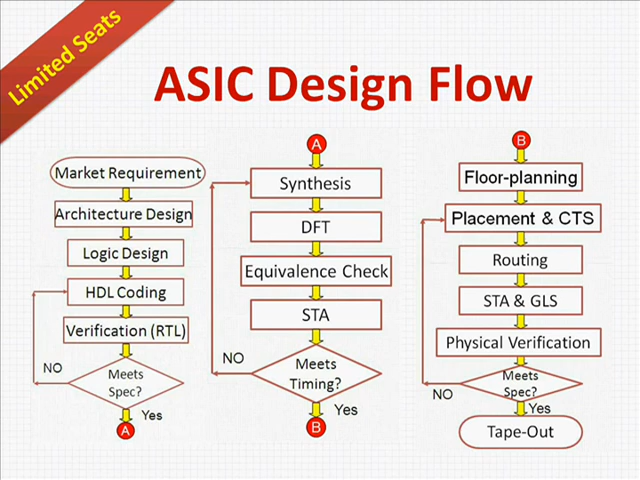 Limited Seats
ASIC Design Flow
Market Requirement
Architecture Design
Logic Design
HDL Coding
Verification (RTL)
Meets
Spec?
NO
Yes
A
A
Synthesis
DFT
Equivalence Check
STA
Meets
Timing?
NO
Yes
B
B
Floor-planning
Placement & CTS
Routing
STA & GLS
Physical Verification
Meets
Spec?
NO
Yes
Tape-Out